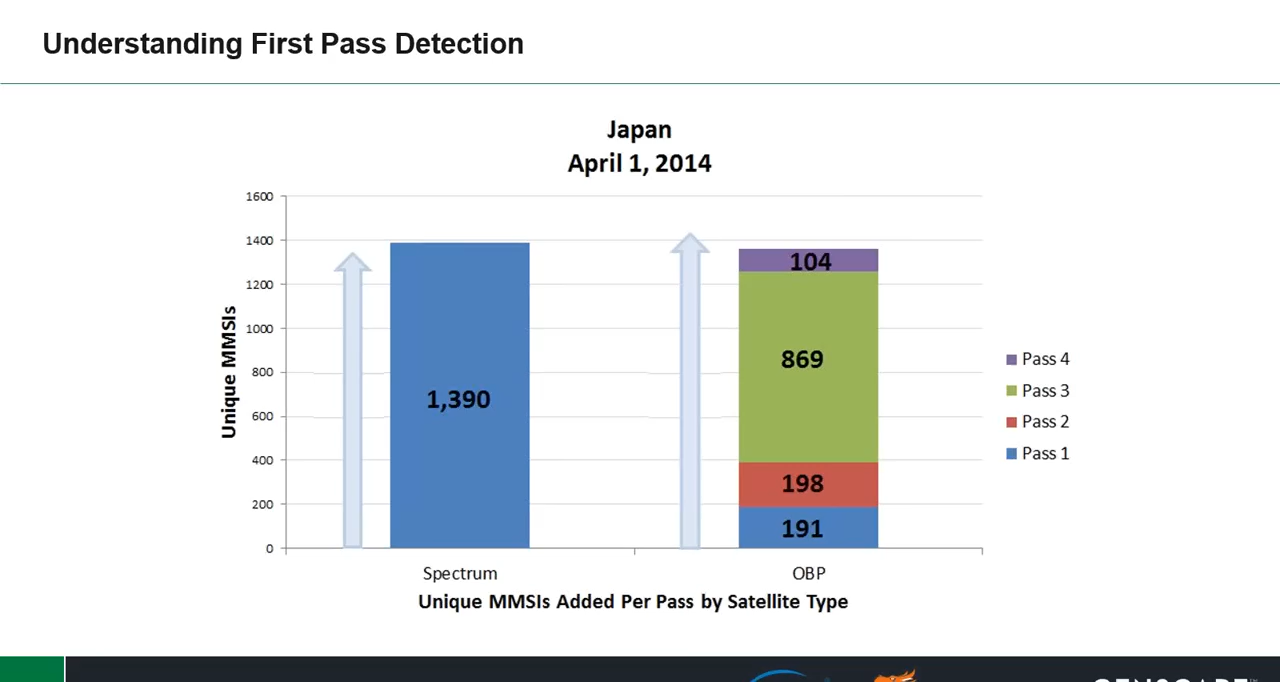 Understanding First Pass Detection
Japan
April 1, 2014
1600
1400
1200
1000
800
600
400
200
0
Unique MMSIs
1,390
104
869
198
191
Pass 4
Pass 3
Pass 2
Pass 1
Spectrum
OBP
Unique MMSIs Added Per Pass by Satellite Type
GENSCAPE™